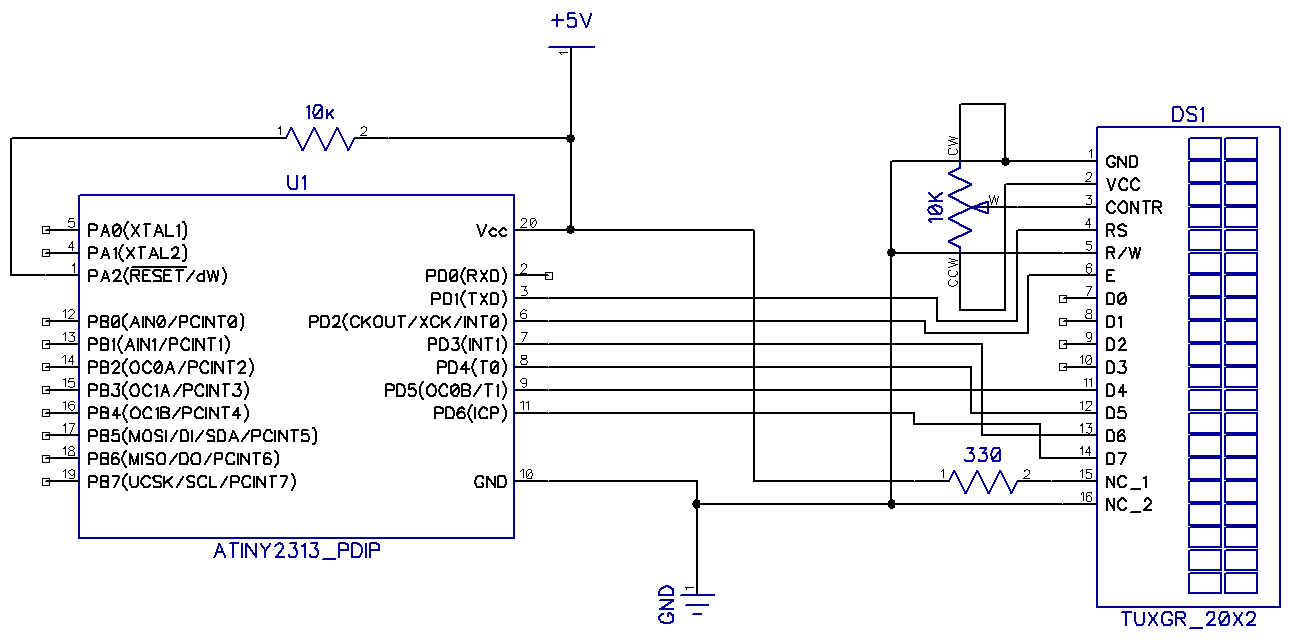 +5V
1
10K
1 2
U1
5 PA0(XTAL1)
4 PA1(XTAL2)
1 PA2(RESET/dW)
12 PB0(AIN0/PCINT0)
13 PB1(AIN1/PCINT1)
14 PB2(OC0A/PCINT2)
15 PB3(OC1A/PCINT3)
16 PB4(OC1B/PCINT4)
17 PB5(MOSI/DI/SDA/PCINT5)
18 PB6(MISO/DO/PCINT6)
19 PB7(UCSK/SCL/PCINT7)
Vcc 20
PD0(RXD) 2
PD1(TXD) 3
PD2(CKOUT/XCK/INT0) 6
PD3(INT1) 7
PD4(T0) 8
PD5(OC0B/T1) 9
PD6(ICP) 11
GND 10
ATINY2313_PDIP
GND
1
CW
10K
W
CCW
330
1 2
DS1
1 GND
2 VCC
3 CONTR
4 RS
5 R/W
6 E
7 D0
8 D1
9 D2
10 D3
11 D4
12 D5
13 D6
14 D7
15 NC_1
16 NC_2
TUXGR_20X2